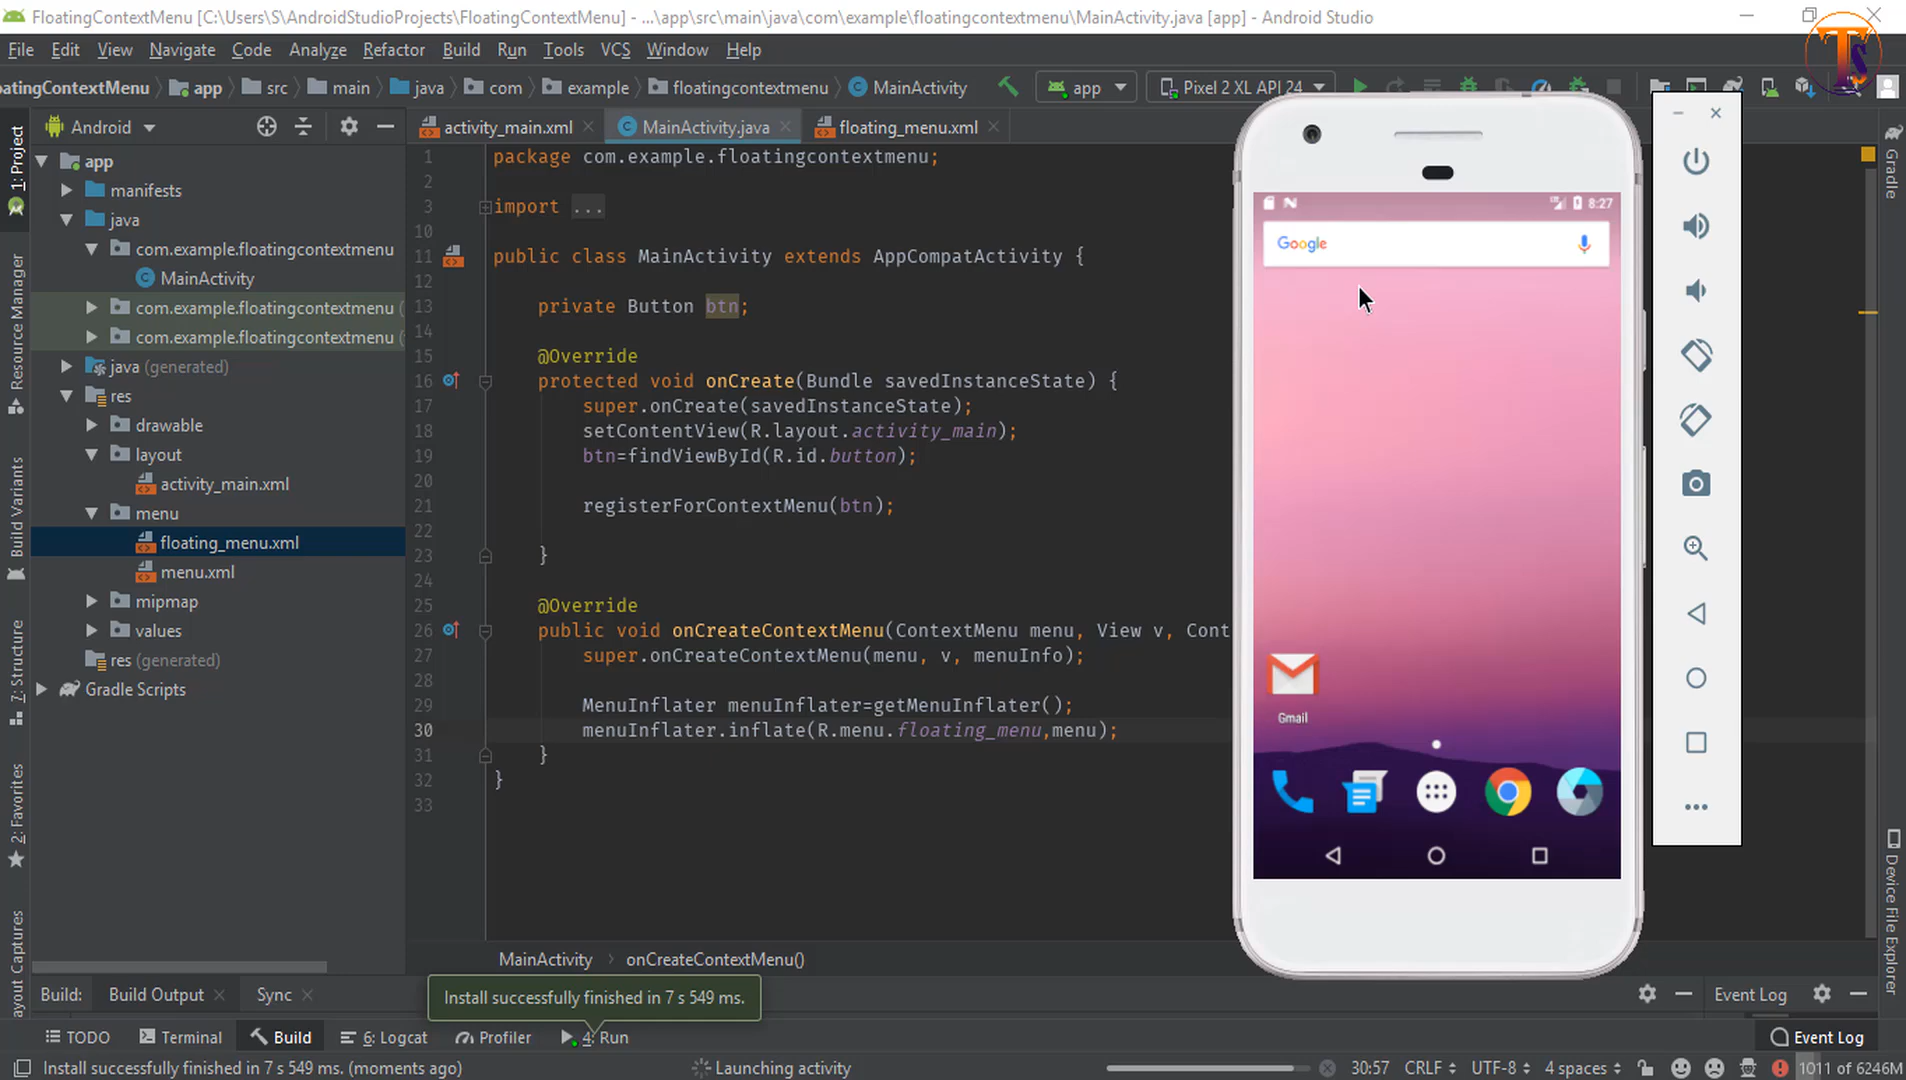 FloatingContextMenu [C:\Users\S\AndroidStudioProjects\FloatingContextMenu] - ...\app\src\main\java\com\example\floatingcontextmenu\MainActivity.java [app] - Android Studio
File Edit View Navigate Code Analyze Refactor Build Run Tools VCS Window Help
TS
oatingContextMenu app src main java com example floatingcontextmenu MainActivity app Pixel 2 XL API 24
Android
activity_main.xml MainActivity.java floating_menu.xml
1: Project
Resource Manager
Build Variants
7: Structure
2: Favorites
ayout Captures
app
manifests
java
com.example.floatingcontextmenu
MainActivity
com.example.floatingcontextmenu (
com.example.floatingcontextmenu (
java (generated)
res
drawable
layout
activity_main.xml
menu
floating_menu.xml
menu.xml
mipmap
values
res (generated)
Gradle Scripts
1 package com.example.floatingcontextmenu;
2
3 import ...
10
11 public class MainActivity extends AppCompatActivity {
12
13 private Button btn;
14
15 @Override
16 protected void onCreate(Bundle savedInstanceState) {
17 super.onCreate(savedInstanceState);
18 setContentView(R.layout.activity_main);
19 btn=findViewById(R.id.button);
20
21 registerForContextMenu(btn);
22
23 }
24
25 @Override
26 public void onCreateContextMenu(ContextMenu menu, View v, Cont
27 super.onCreateContextMenu(menu, v, menuInfo);
28
29 MenuInflater menuInflater=getMenuInflater();
30 menuInflater.inflate(R.menu.floating_menu,menu);
31 }
32 }
33
8:27
Google
Gmail
Gradle
Device File Explorer
MainActivity › onCreateContextMenu()
Build: Build Output Sync
Install successfully finished in 7 s 549 ms.
Event Log
TODO Terminal Build 6: Logcat Profiler 4: Run
Event Log
Install successfully finished in 7 s 549 ms. (moments ago) Launching activity 30:57 CRLF UTF-8 4 spaces 1011 of 6246M